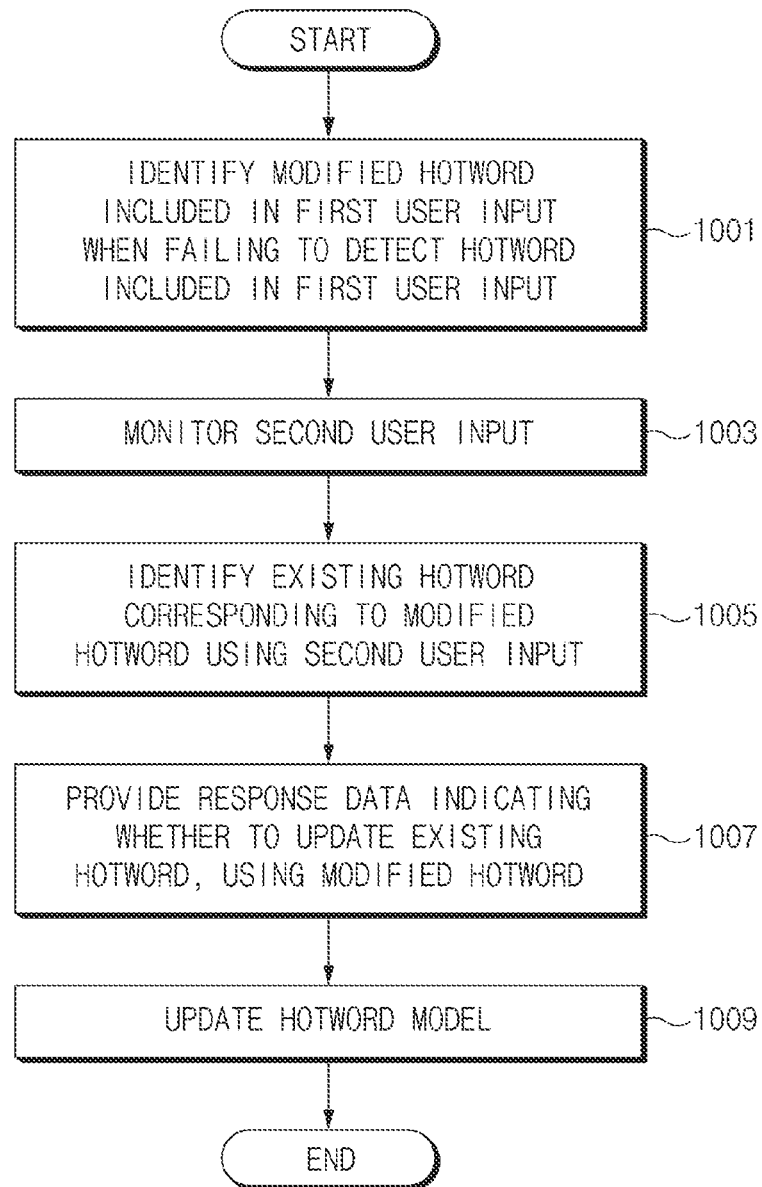 START
IDENTIFY MODIFIED HOTWORD
INCLUDED IN FIRST USER INPUT
WHEN FAILING TO DETECT HOTWORD
INCLUDED IN FIRST USER INPUT
1001
MONITOR SECOND USER INPUT
1003
IDENTIFY EXISTING HOTWORD
CORRESPONDING TO MODIFIED
HOTWORD USING SECOND USER INPUT
1005
PROVIDE RESPONSE DATA INDICATING
WHETHER TO UPDATE EXISTING
HOTWORD, USING MODIFIED HOTWORD
1007
UPDATE HOTWORD MODEL
1009
END